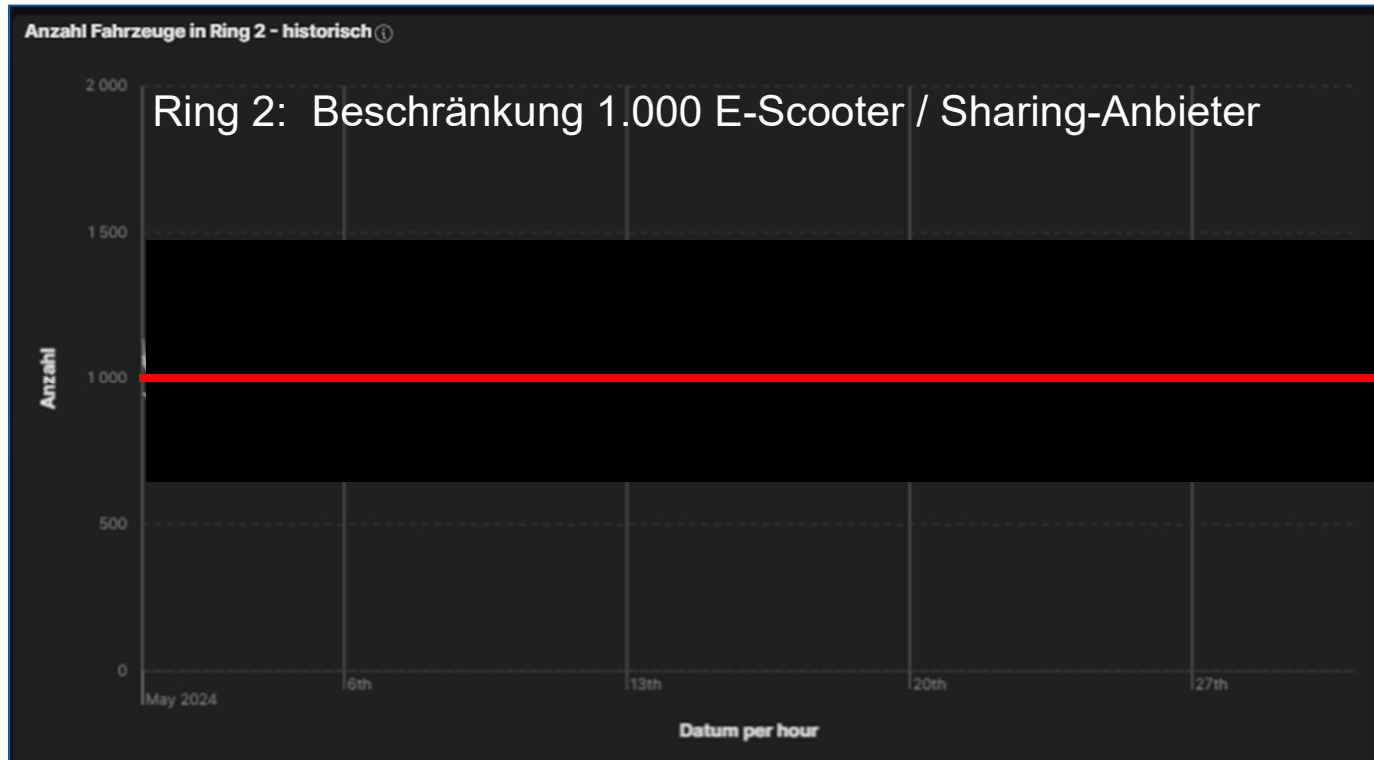 Anzahl Fahrzeuge in Ring 2 - historisch ⓘ
2 000
Ring 2: Beschränkung 1.000 E-Scooter / Sharing-Anbieter
1 500
Anzahl
1 000
500
0
6th
13th
20th
27th
May 2024
Datum per hour